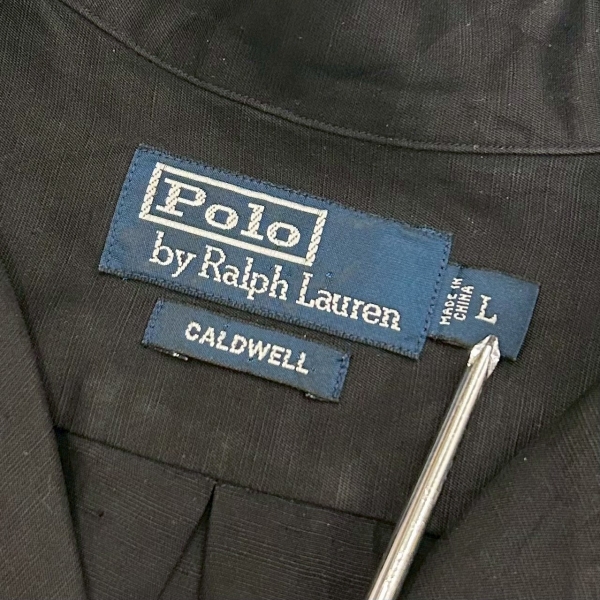 Polo
by Ralph Lauren
CALDWELL
MADE IN
CHINA
L